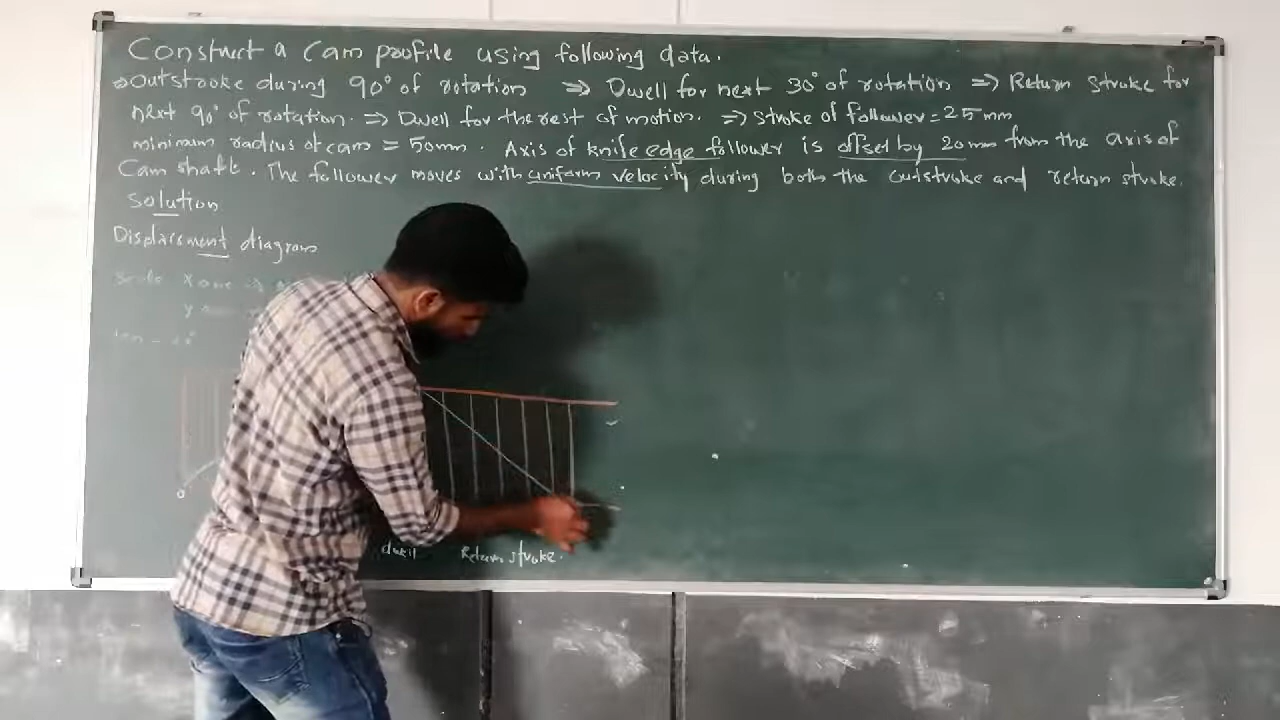 Construct a Cam profile using following data.
⇒ Outstroke during 90° of rotation ⇒ Dwell for next 30° of rotation ⇒ Return stroke for
next 90° of rotation. ⇒ Dwell for the rest of motion. ⇒ Stroke of follower = 25mm
minimum radius of cam = 50mm. Axis of knife edge follower is offset by 20mm from the axis of
Cam shaft. The follower moves with uniform velocity during both the outstroke and return stroke.
Solution
Displacement diagram
Scale X
Y
0
dwell Return stroke.